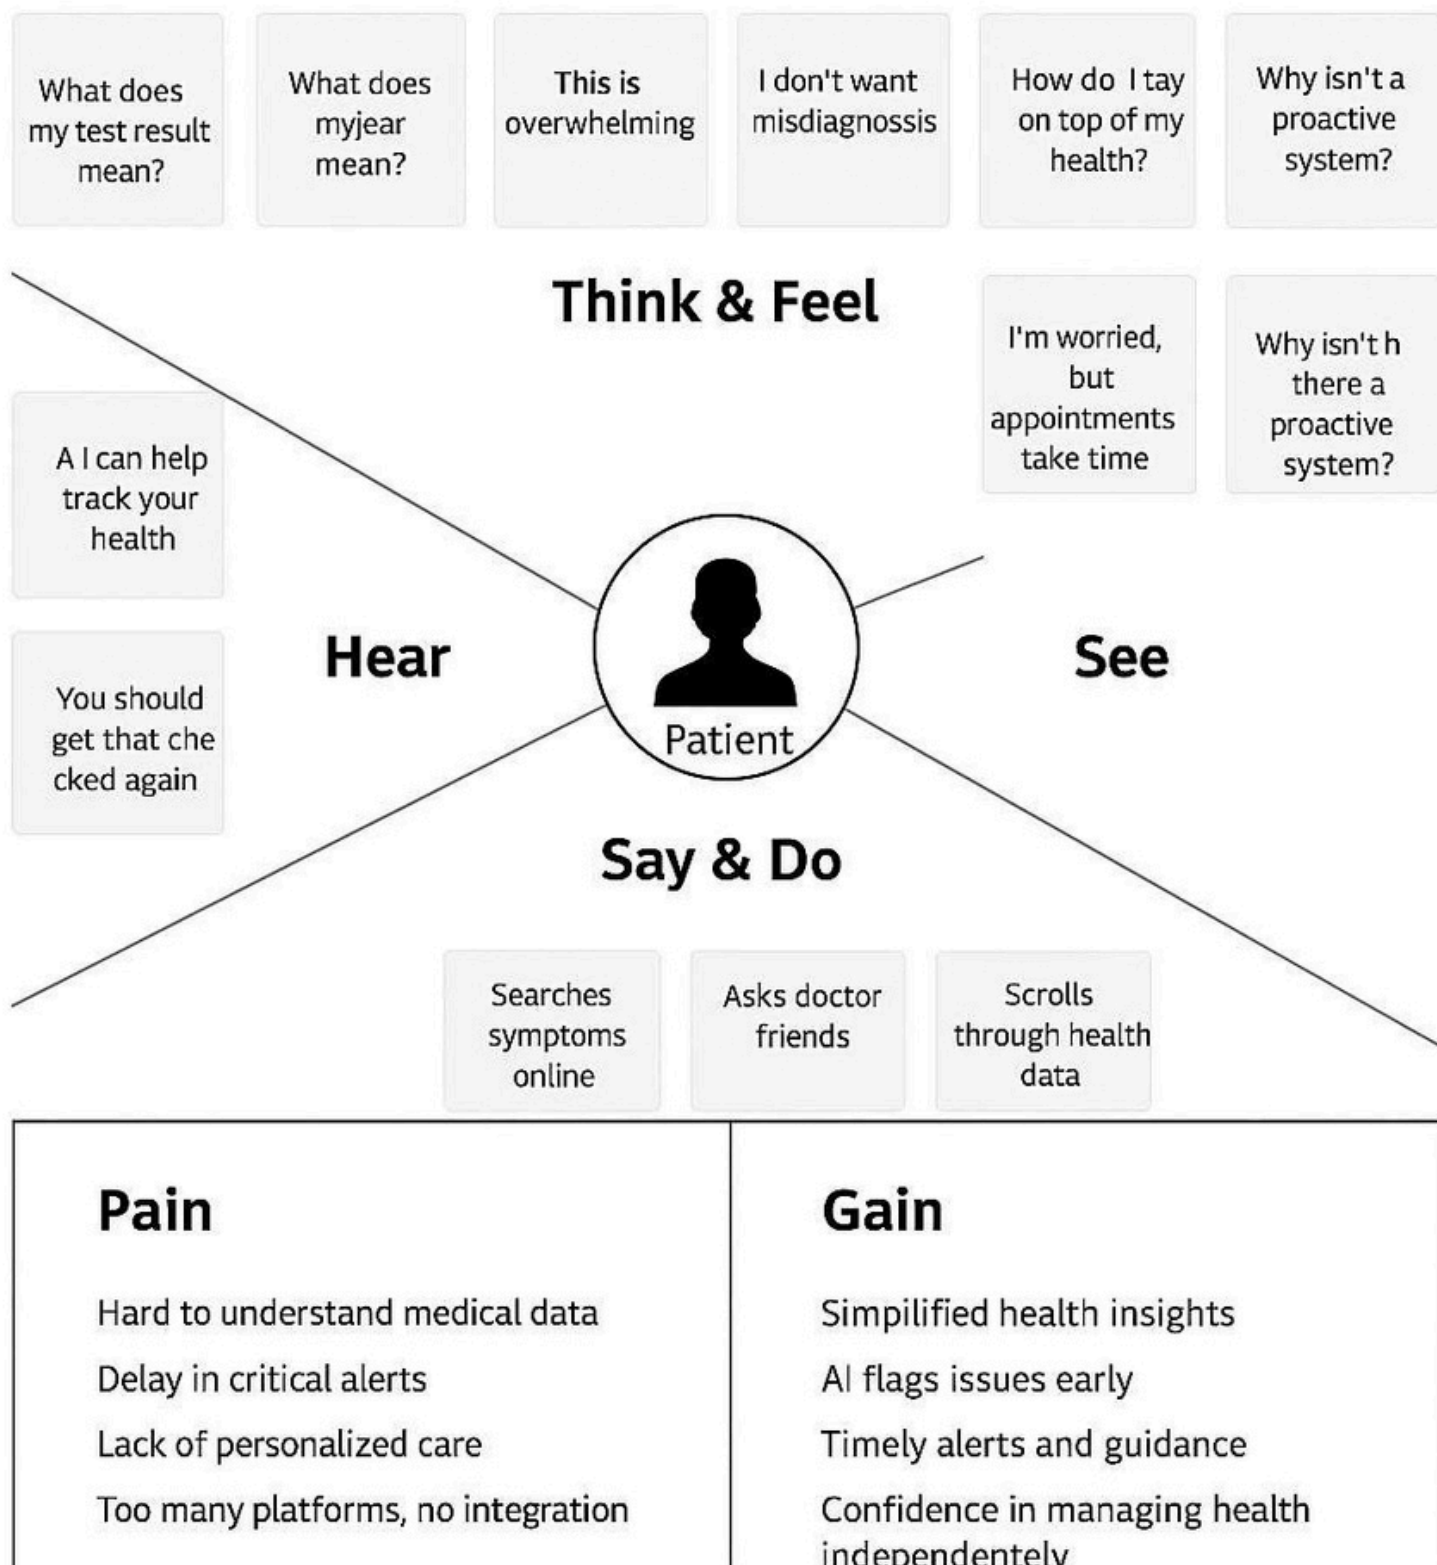 What does
my test result
mean?
What does
myjear
mean?
This is
overwhelming
I don't want
misdiagnossis
How do I tay
on top of my
health?
Why isn't a
proactive
system?
Think & Feel
I'm worried,
but
appointments
take time
Why isn't h
there a
proactive
system?
A I can help
track your
health
Hear
You should
get that che
cked again
See
Patient
Say & Do
Searches
symptoms
online
Asks doctor
friends
Scrolls
through health
data
Pain
Hard to understand medical data
Delay in critical alerts
Lack of personalized care
Too many platforms, no integration
Gain
Simpilified health insights
AI flags issues early
Timely alerts and guidance
Confidence in managing health
independentely